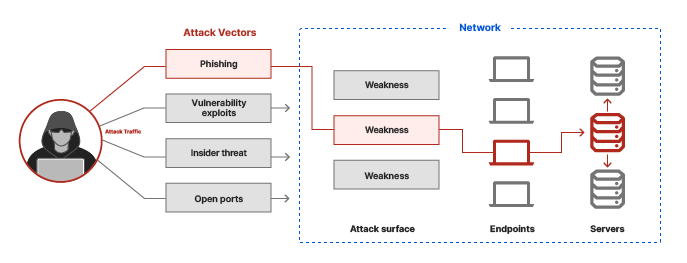 Attack Vectors
Network
Phishing
Weakness
Vulnerability
exploits
Attack Traffic
Weakness
Insider threat
Weakness
Open ports
Attack surface
Endpoints
Servers